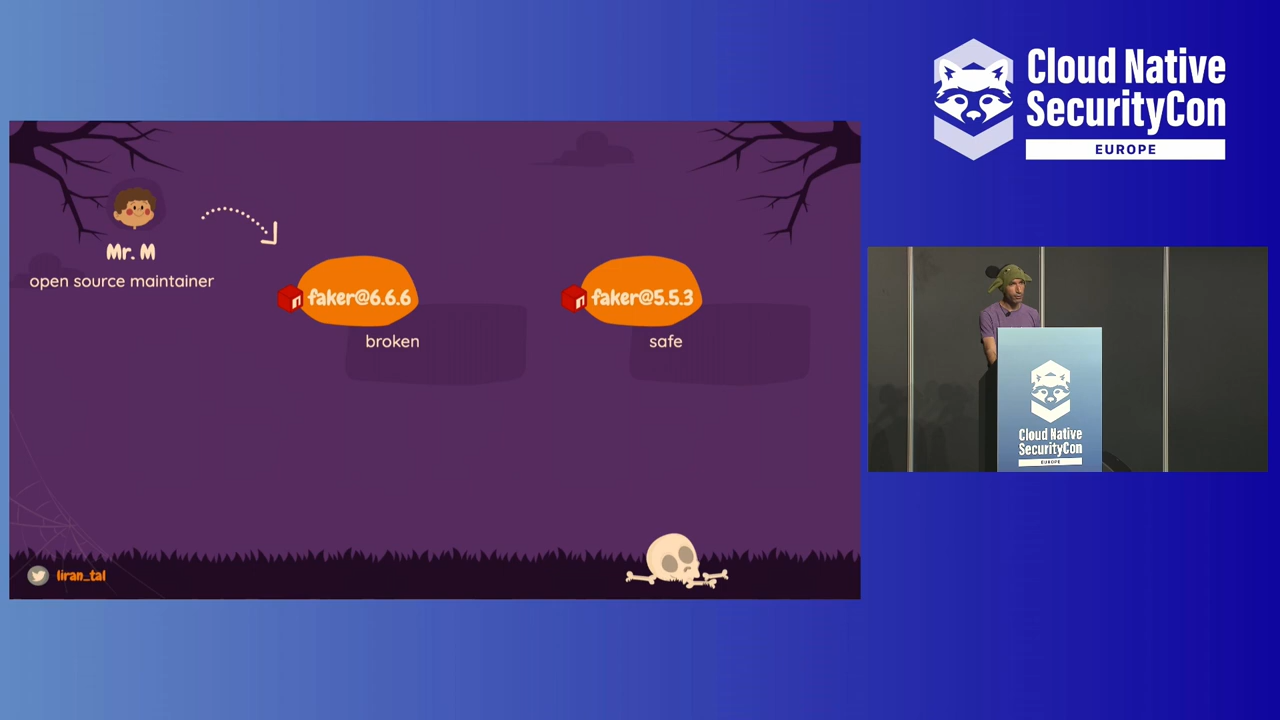 Cloud Native
SecurityCon
EUROPE
Mr. M
open source maintainer
n faker@6.6.6
broken
n faker@5.5.3
safe
liran_tal
Cloud Native
SecurityCon
EUROPE